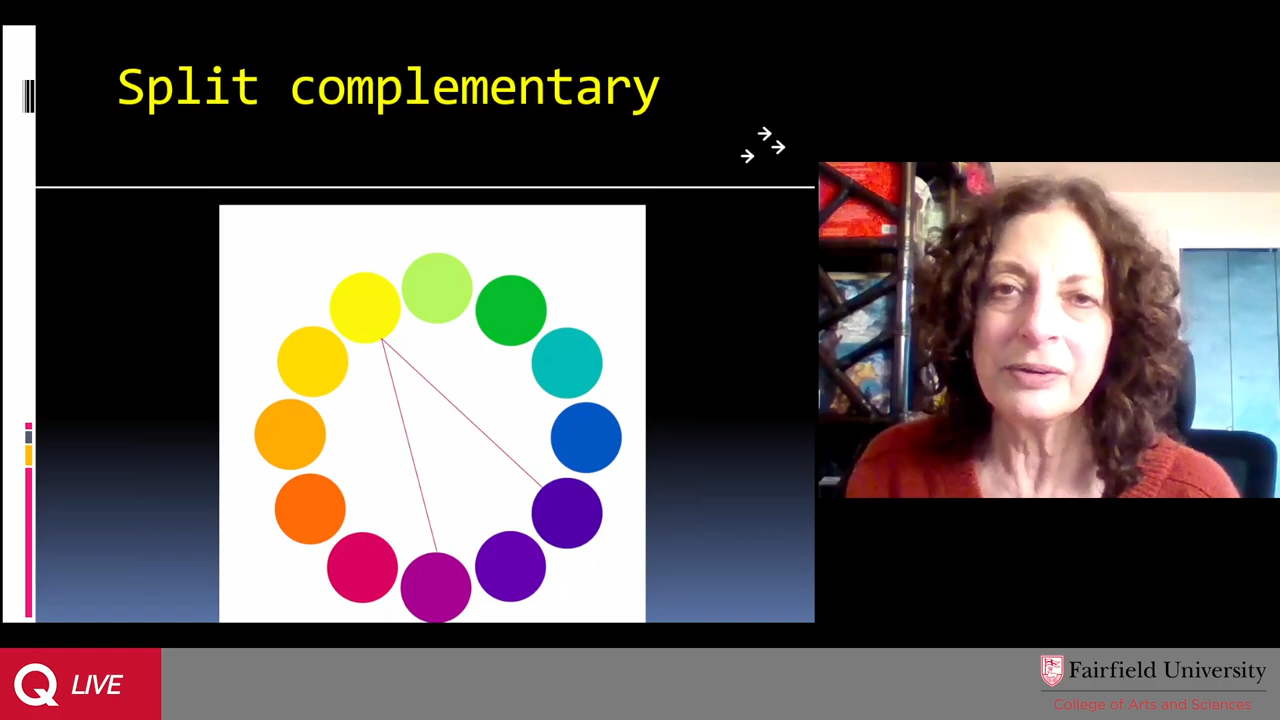 Split complementary
Q LIVE
Fairfield University
College of Arts and Sciences